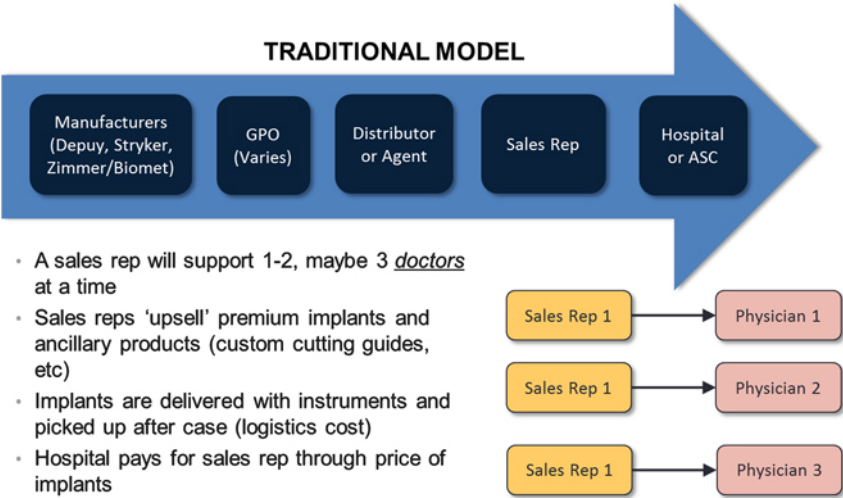 TRADITIONAL MODEL
Manufacturers
(Depuy, Stryker,
Zimmer/Biomet)
GPO
(Varies)
Distributor
or Agent
Sales Rep
Hospital
or ASC
• A sales rep will support 1-2, maybe 3 doctors
at a time
• Sales reps ‘upsell’ premium implants and
ancillary products (custom cutting guides,
etc)
• Implants are delivered with instruments and
picked up after case (logistics cost)
• Hospital pays for sales rep through price of
implants
Sales Rep 1
Physician 1
Sales Rep 1
Physician 2
Sales Rep 1
Physician 3